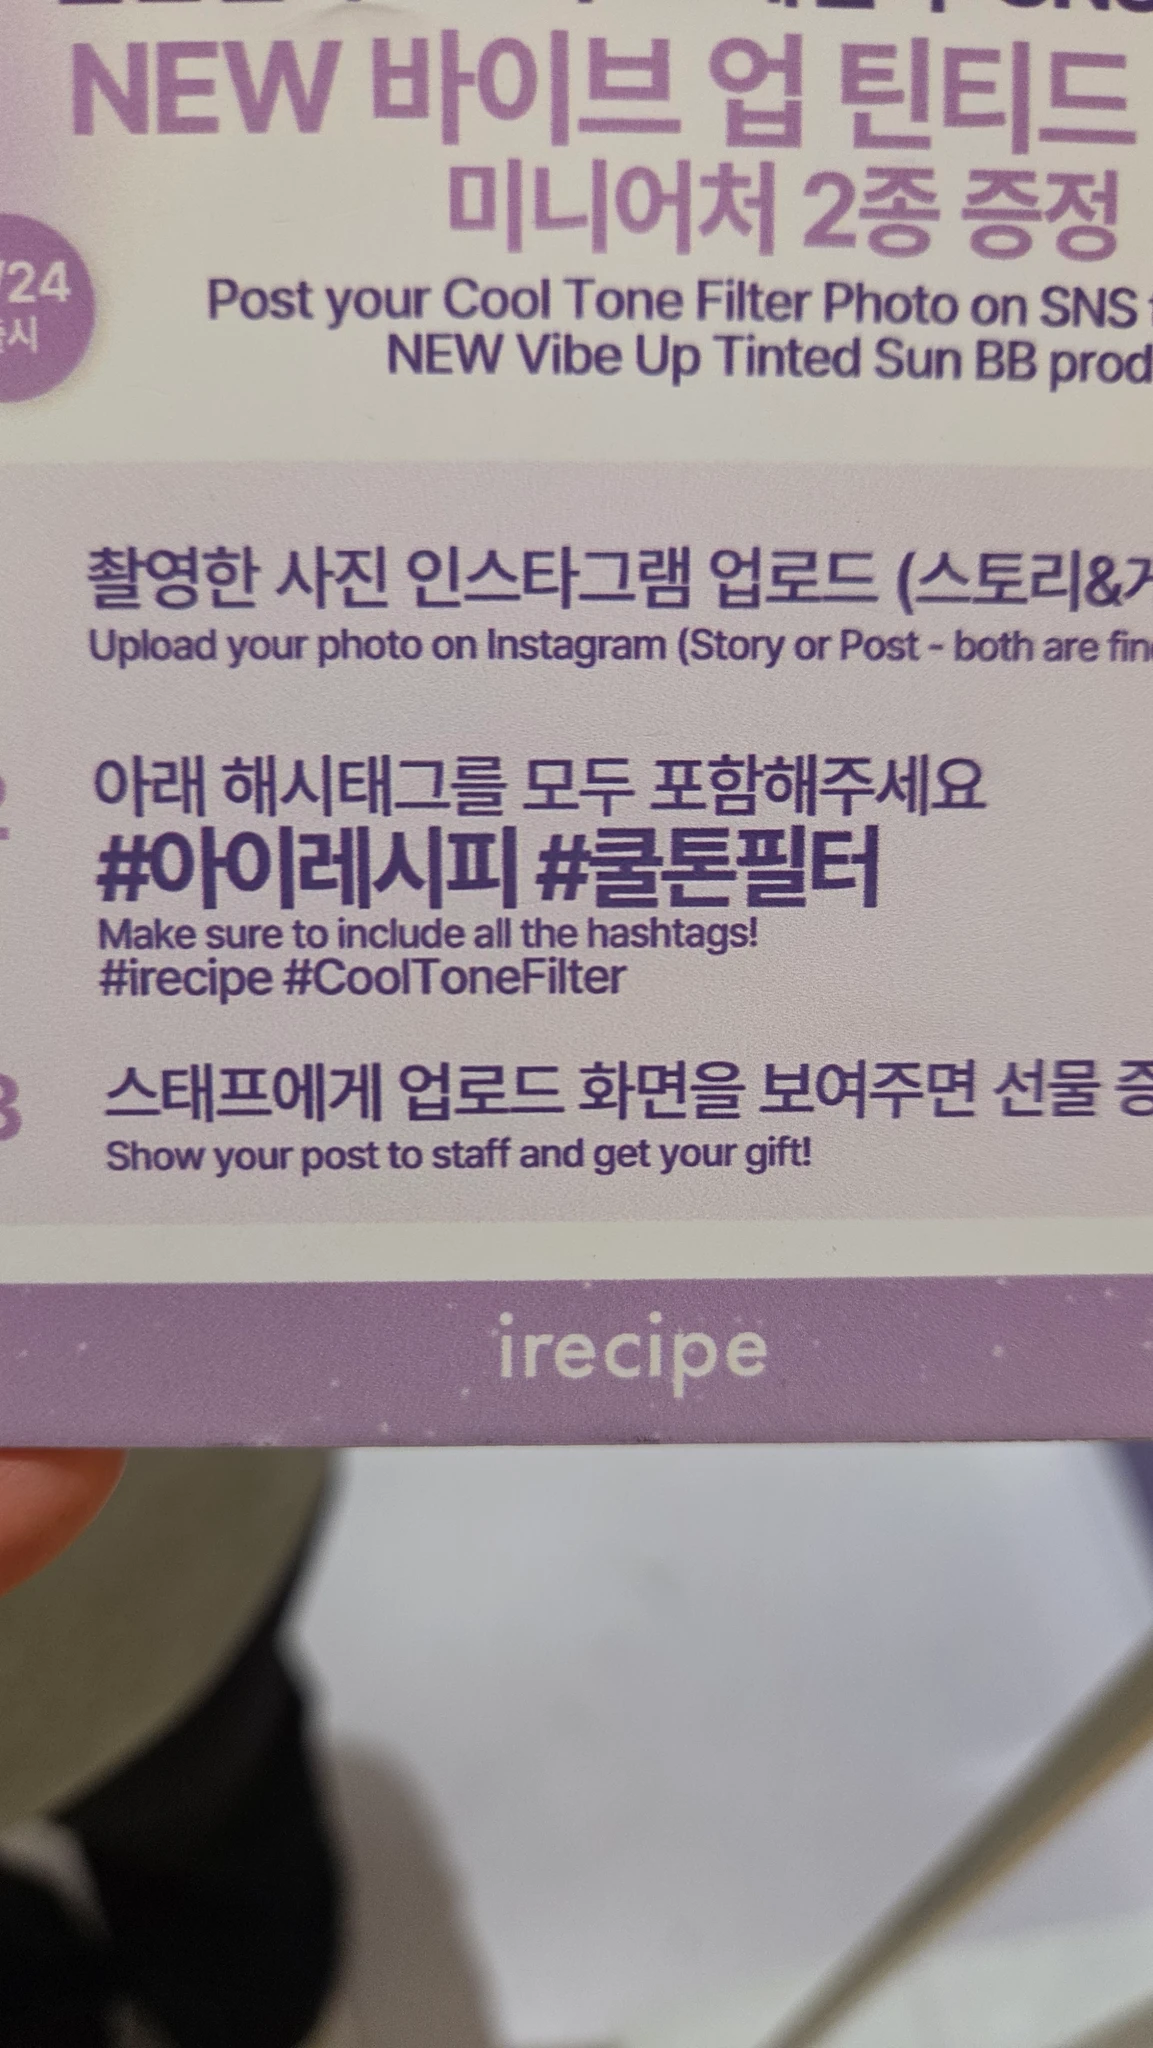 NEW 바이브 업 틴티드
미니어처 2종 증정
/24
출시
Post your Cool Tone Filter Photo on SNS
NEW Vibe Up Tinted Sun BB
촬영한 사진 인스타그램 업로드 (스토리&
Upload your photo on Instagram (Story or Post - both are
아래 해시태그를 모두 포함해주세요
#아이레시피 #쿨톤필터
Make sure to include all the hashtags!
#irecipe #CoolToneFilter
3
스태프에게 업로드 화면을 보여주면 선물
Show your post to staff and get your gift!
irecipe